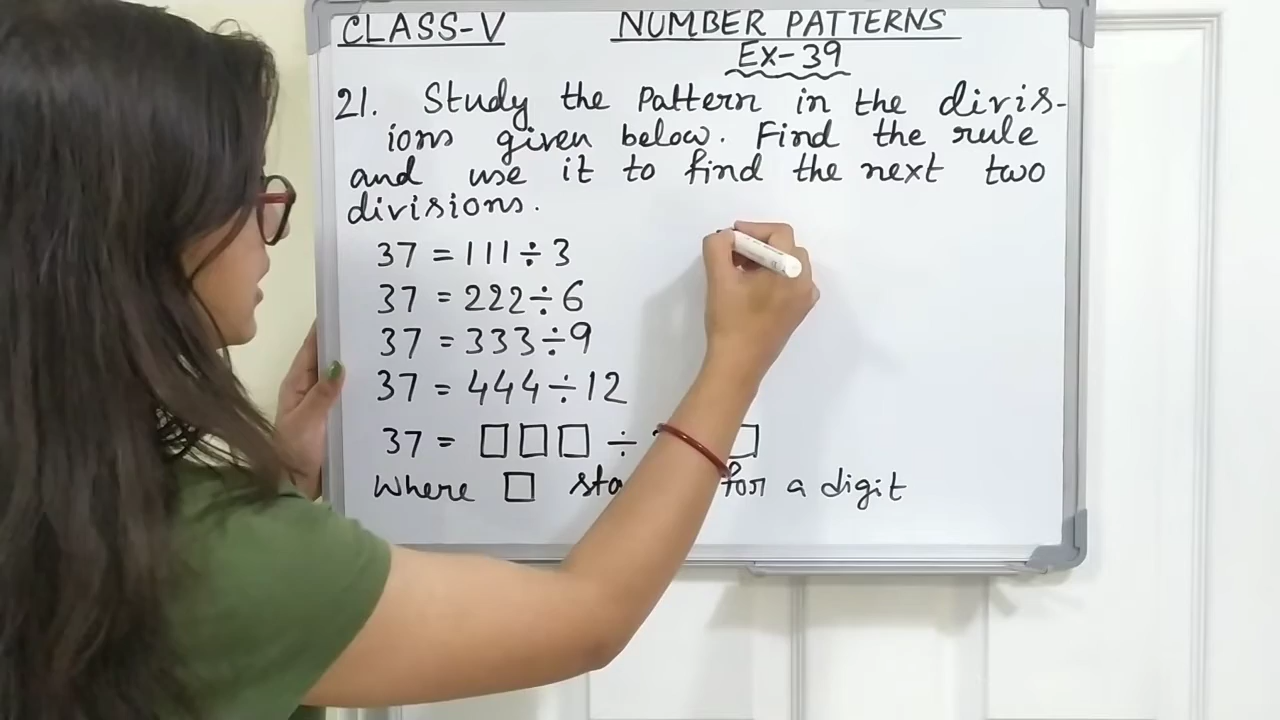 CLASS-V NUMBER PATTERNS
EX-39
21. Study the Pattern in the divis-
ions given below. Find the rule
and use it to find the next two
divisions.
37 = 111 ÷ 3
37 = 222 ÷ 6
37 = 333 ÷ 9
37 = 444 ÷ 12
37 = □□□ ÷ □
Where □ for a digit